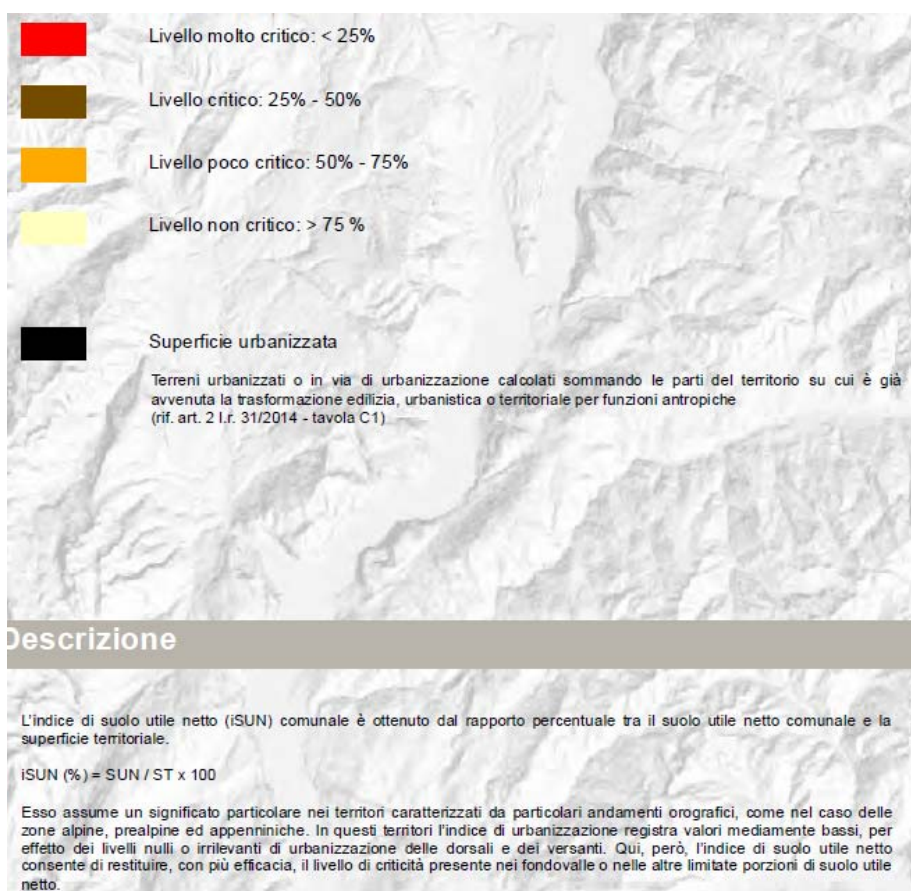 Livello molto critico: < 25%
Livello critico: 25% - 50%
Livello poco critico: 50% - 75%
Livello non critico: > 75 %
Superficie urbanizzata
Terreni urbanizzati o in via di urbanizzazione calcolati sommando le parti del territorio su cui è già
avvenuta la trasformazione edilizia, urbanistica o territoriale per funzioni antropiche
(rif. art. 2 l.r. 31/2014 - tavola C1)
Descrizione
L'indice di suolo utile netto (iSUN) comunale è ottenuto dal rapporto percentuale tra il suolo utile netto comunale e la
superficie territoriale.
iSUN (%) = SUN / ST x 100
Esso assume un significato particolare nei territori caratterizzati da particolari andamenti orografici, come nel caso delle
zone alpine, prealpine ed appenniniche. In questi territori l'indice di urbanizzazione registra valori mediamente bassi, per
effetto dei livelli nulli o irrilevanti di urbanizzazione delle dorsali e dei versanti. Qui, però, l'indice di suolo utile netto
consente di restituire, con più efficacia, il livello di criticità presente nei fondovalle o nelle altre limitate porzioni di suolo utile
netto.